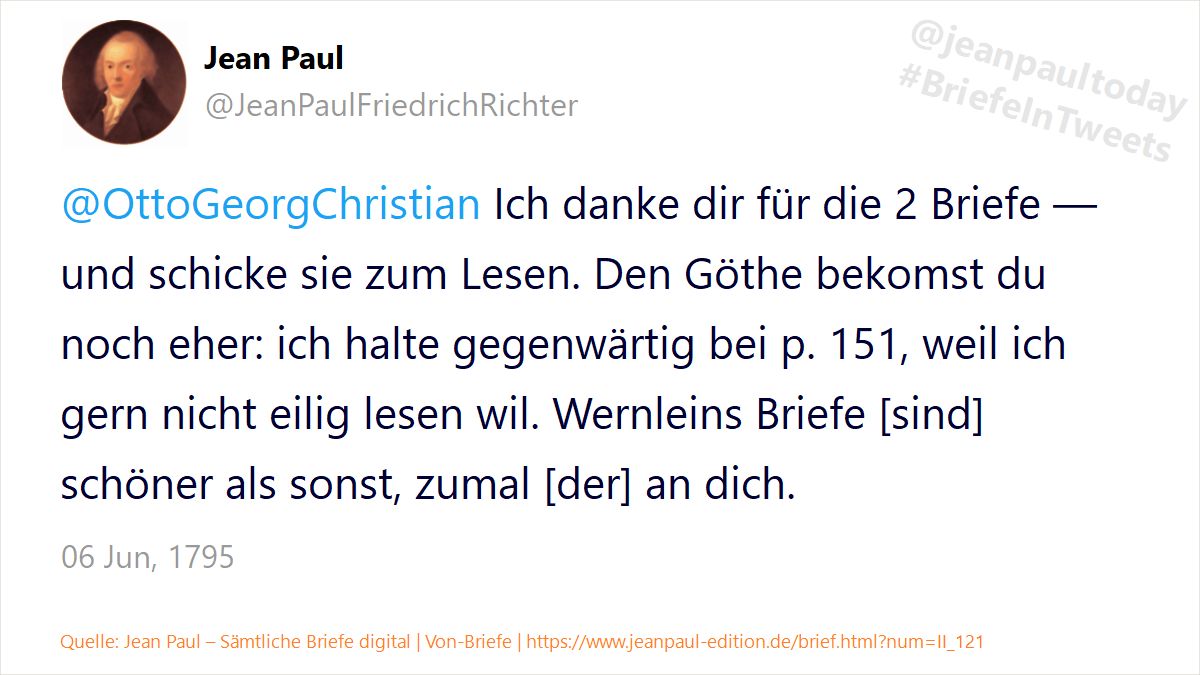 Jean Paul
@JeanPaulFriedrichRichter
@jeanpaultoday
#BriefeInTweets
@OttoGeorgChristian Ich danke dir für die 2 Briefe —
und schicke sie zum Lesen. Den Göthe bekomst du
noch eher: ich halte gegenwärtig bei p. 151, weil ich
gern nicht eilig lesen wil. Wernleins Briefe [sind]
schöner als sonst, zumal [der] an dich.
06 Jun, 1795
Quelle: Jean Paul – Sämtliche Briefe digital | Von-Briefe | https://www.jeanpaul-edition.de/brief.html?num=II_121